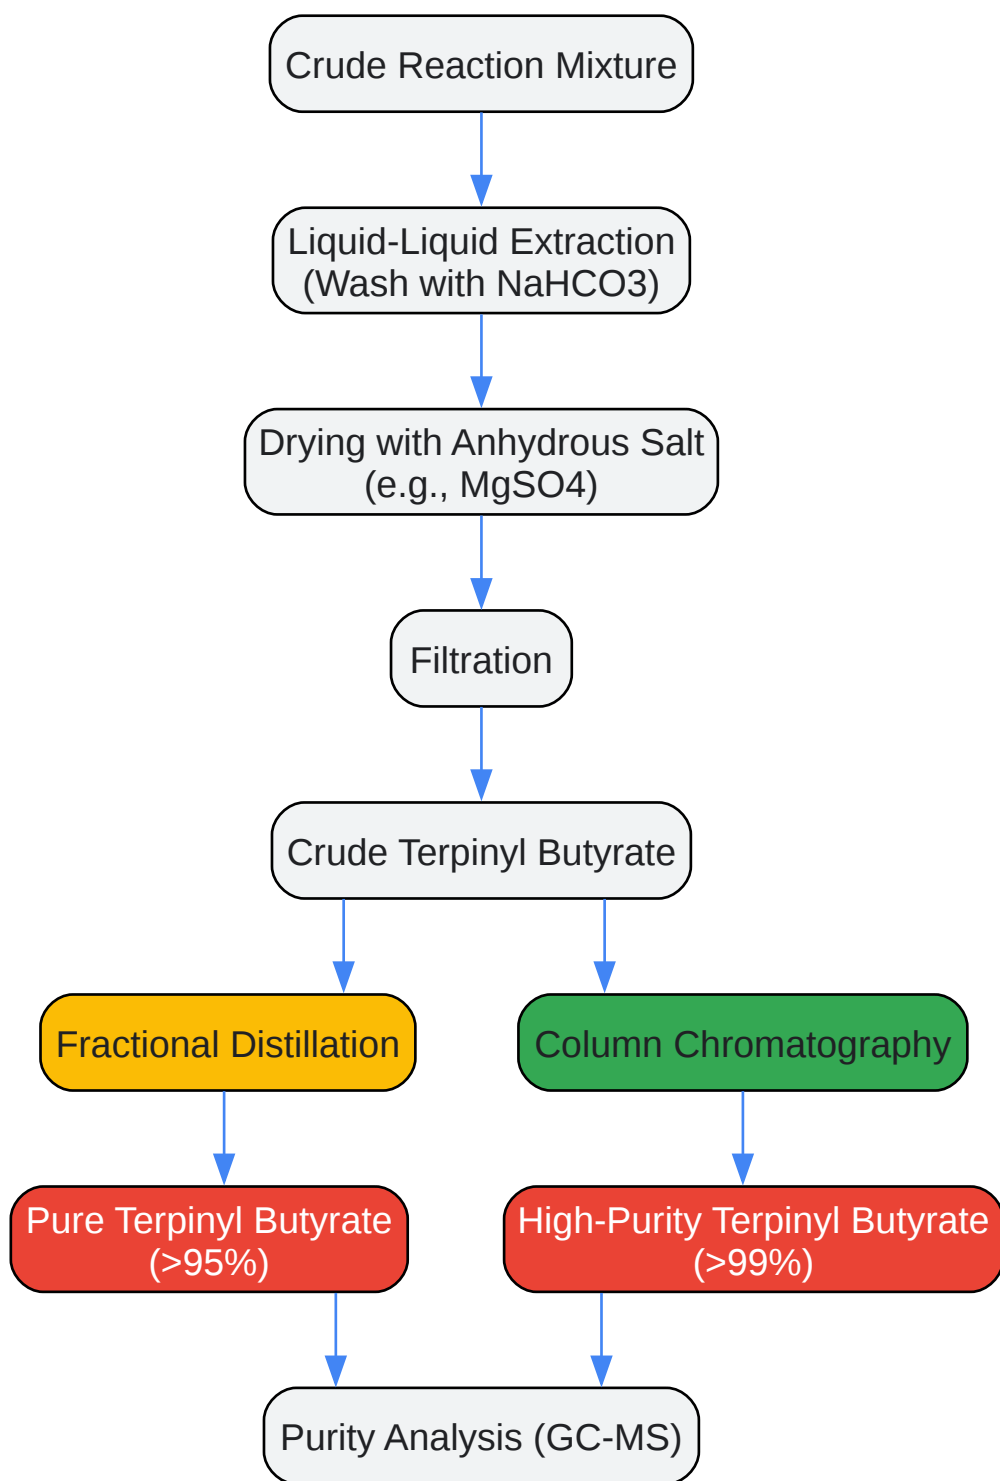 Crude Reaction Mixture
Liquid-Liquid Extraction
(Wash with NaHCO3)
Drying with Anhydrous Salt
(e.g., MgSO4)
Filtration
Crude Terpinyl Butyrate
Fractional Distillation
Column Chromatography
Pure Terpinyl Butyrate
(>95%)
High-Purity Terpinyl Butyrate
(>99%)
Purity Analysis (GC-MS)